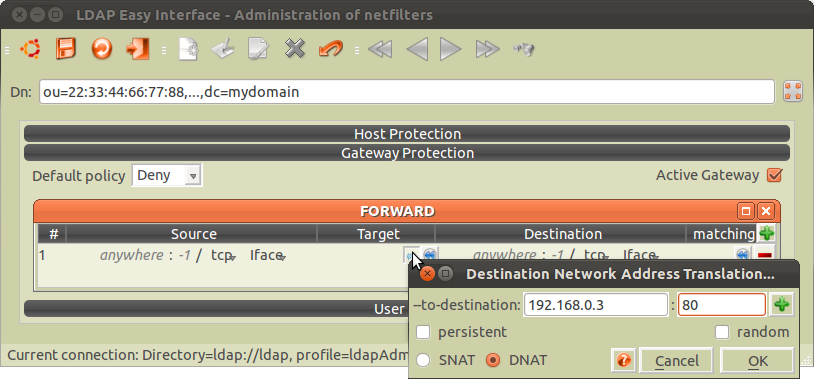 LDAP Easy Interface - Administration of netfilters
Dn: ou=22:33:44:66:77:88,...,dc=mydomain
Host Protection
Gateway Protection
Default policy Deny Active Gateway
FORWARD
# Source Target Destination matching
1 anywhere : -1 / tcp Iface anywhere : -1 / tcp Iface
Destination Network Address Translation...
--to-destination: 192.168.0.3 : 80
User
persistent random
Current connection: Directory=ldap://ldap, profile=ldapAdm
SNAT DNAT Cancel OK